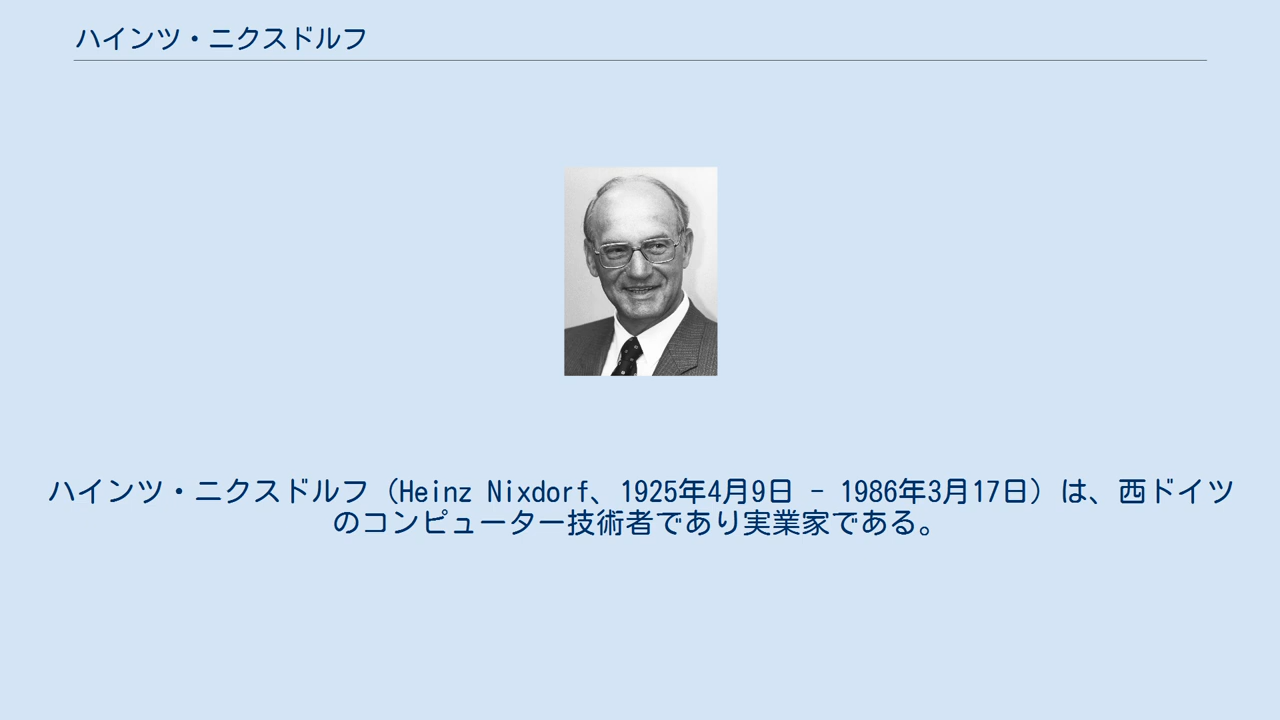 ハインツ・ニクスドルフ
ハインツ・ニクスドルフ（Heinz Nixdorf、1925年4月9日 - 1986年3月17日）は、西ドイツ
のコンピューター技術者であり実業家である。